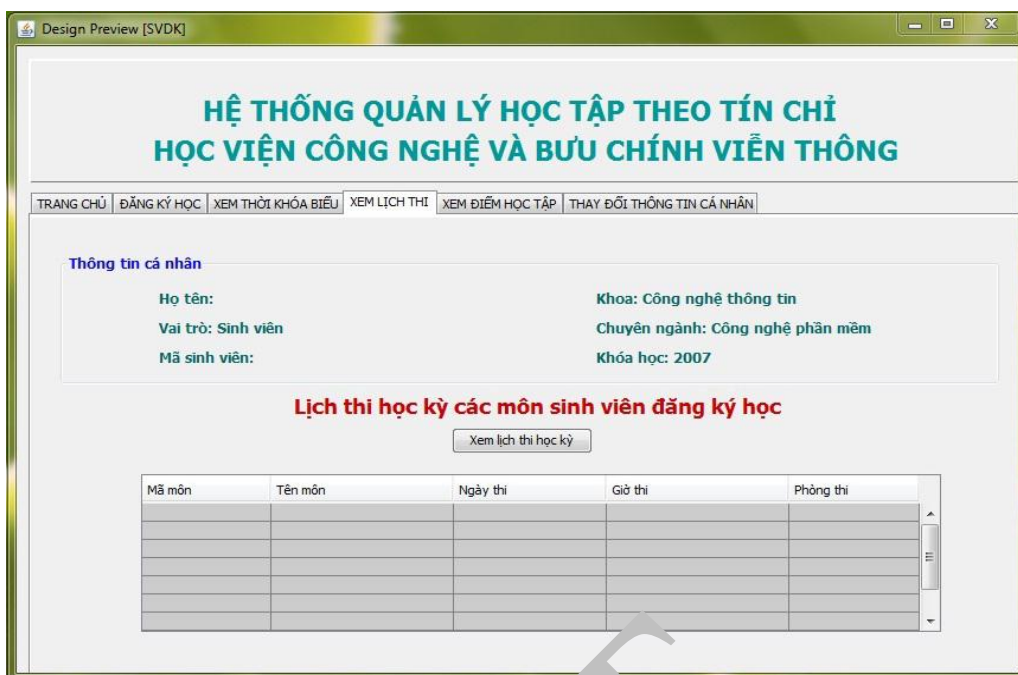 Design Preview [SVDK]
HỆ THỐNG QUẢN LÝ HỌC TẬP THEO TÍN CHỈ
HỌC VIỆN CÔNG NGHỆ VÀ BƯU CHÍNH VIỄN THÔNG
TRANG CHỦ ĐĂNG KÝ HỌC XEM THỜI KHÓA BIỂU XEM LỊCH THI XEM ĐIỂM HỌC TẬP THAY ĐỔI THÔNG TIN CÁ NHÂN
Thông tin cá nhân
Họ tên: Khoa: Công nghệ thông tin
Vai trò: Sinh viên Chuyên ngành: Công nghệ phần mềm
Mã sinh viên: Khóa học: 2007
Lịch thi học kỳ các môn sinh viên đăng ký học
Xem lịch thi học kỳ
Mã môn Tên môn Ngày thi Giờ thi Phòng thi